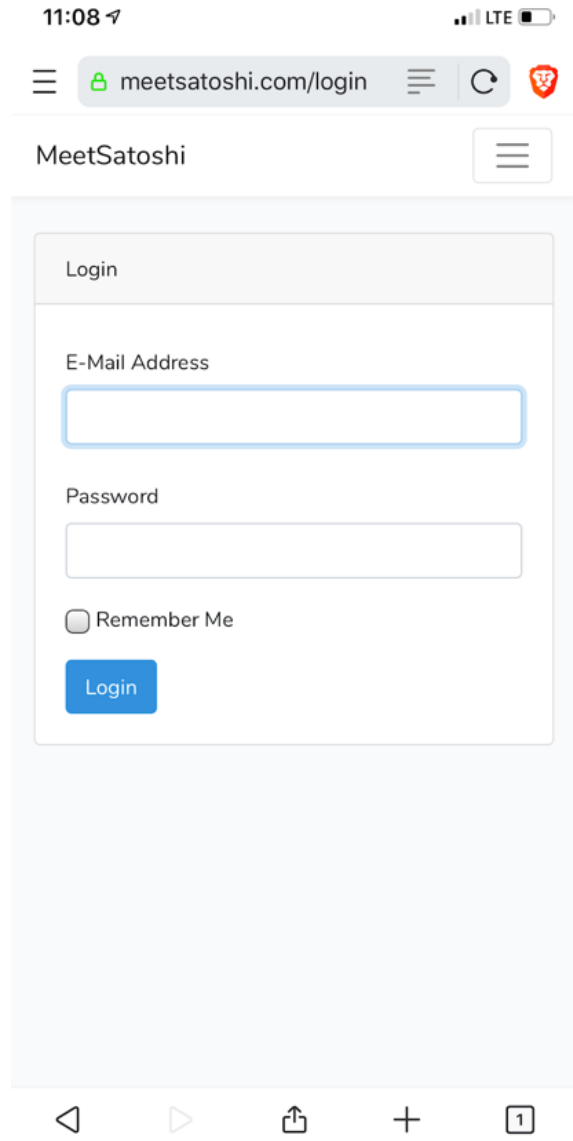 11:08 LTE
meetsatoshi.com/login
MeetSatoshi
Login
E-Mail Address
Password
Remember Me
Login
1